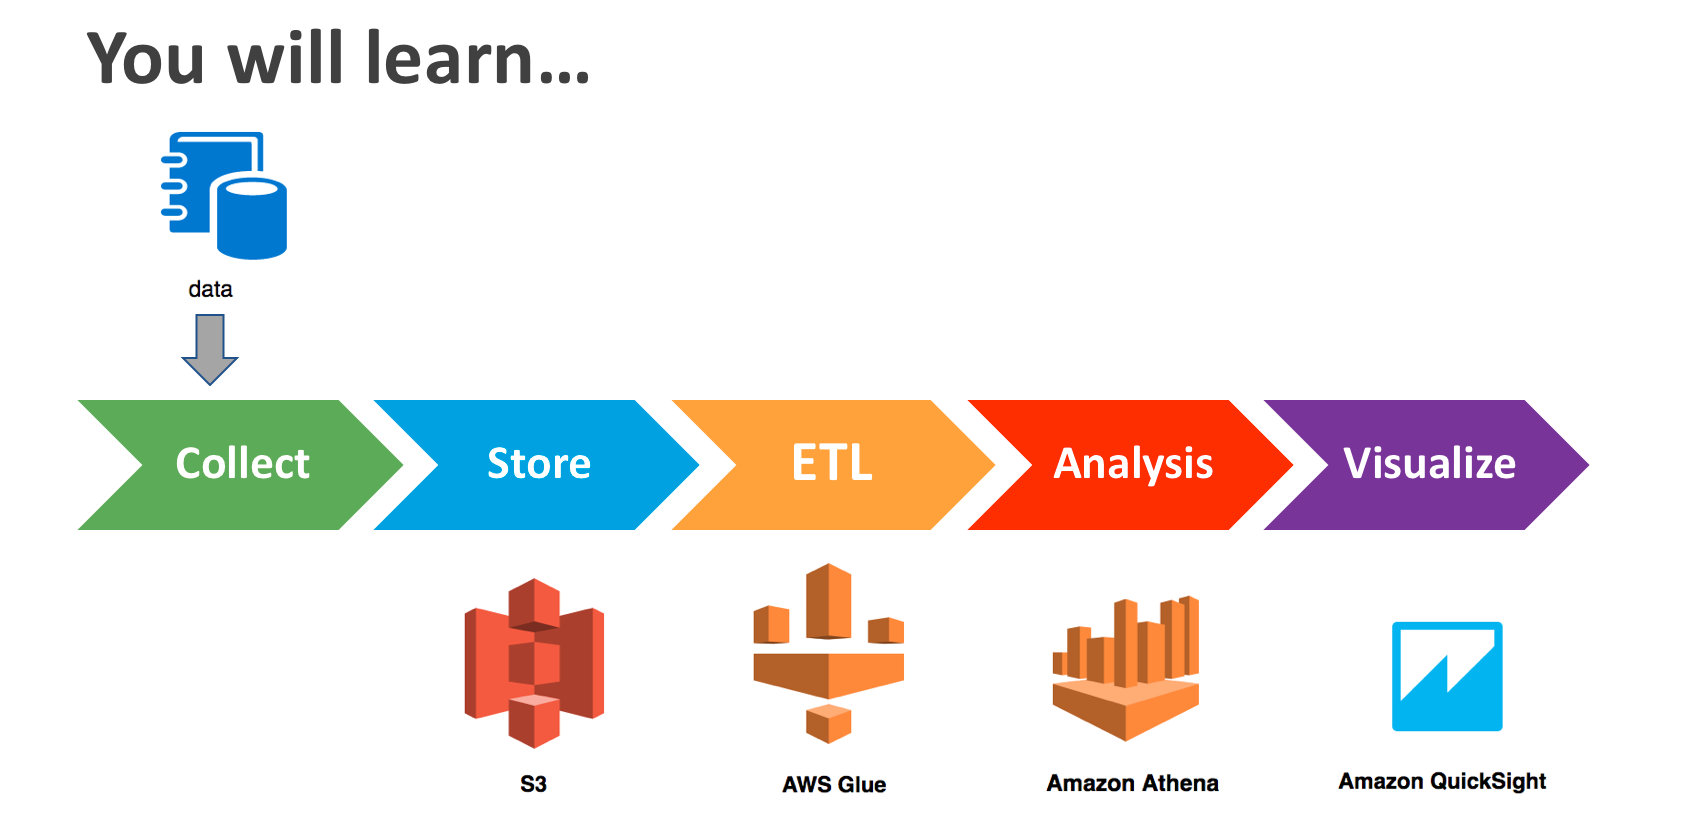 You will learn...
data
Collect
Store
ETL
Analysis
Visualize
S3
AWS Glue
Amazon Athena
Amazon QuickSight